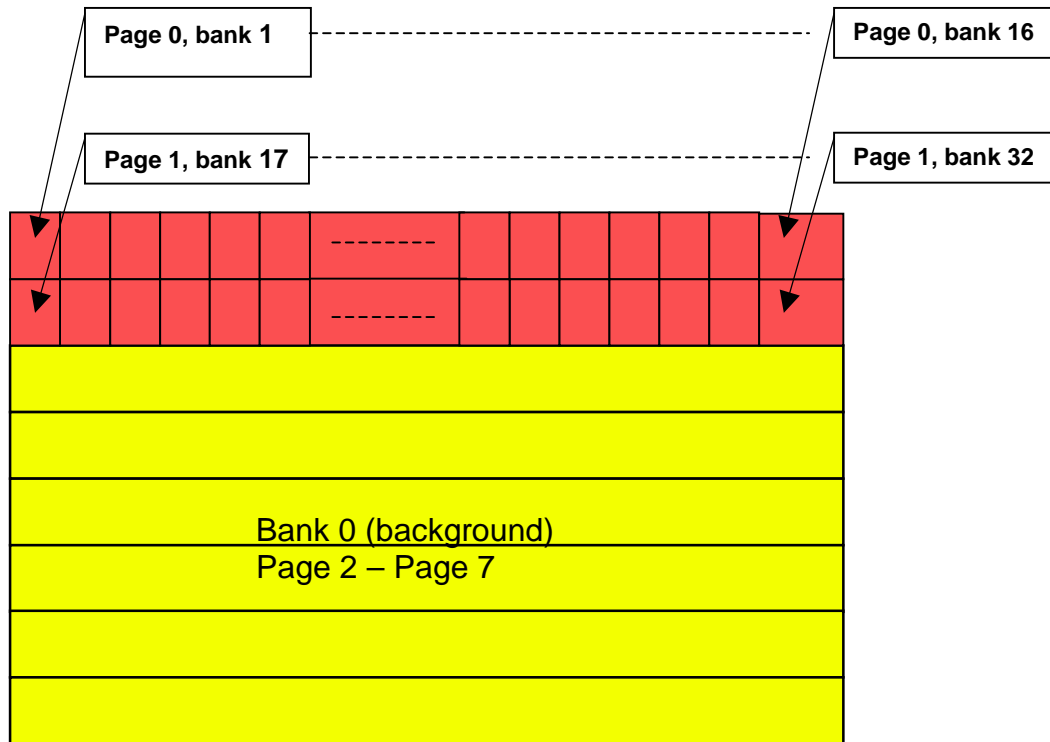 Page 0, bank 1
Page 0, bank 16
Page 1, bank 17
Page 1, bank 32
Bank 0 (background)
Page 2 – Page 7